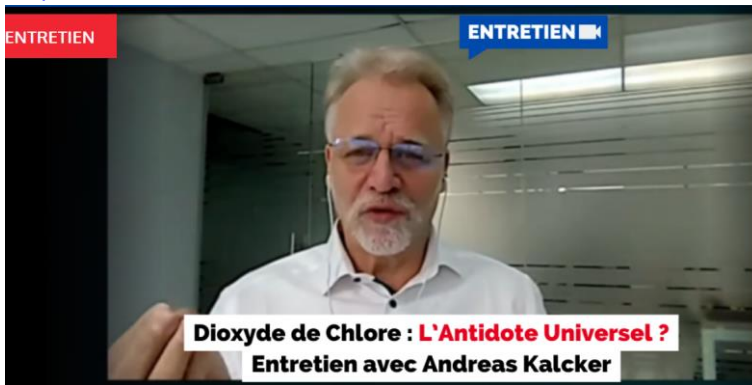 ENTRETIEN
ENTRETIEN
Dioxyde de Chlore : L'Antidote Universel ?
Entretien avec Andreas Kalcker